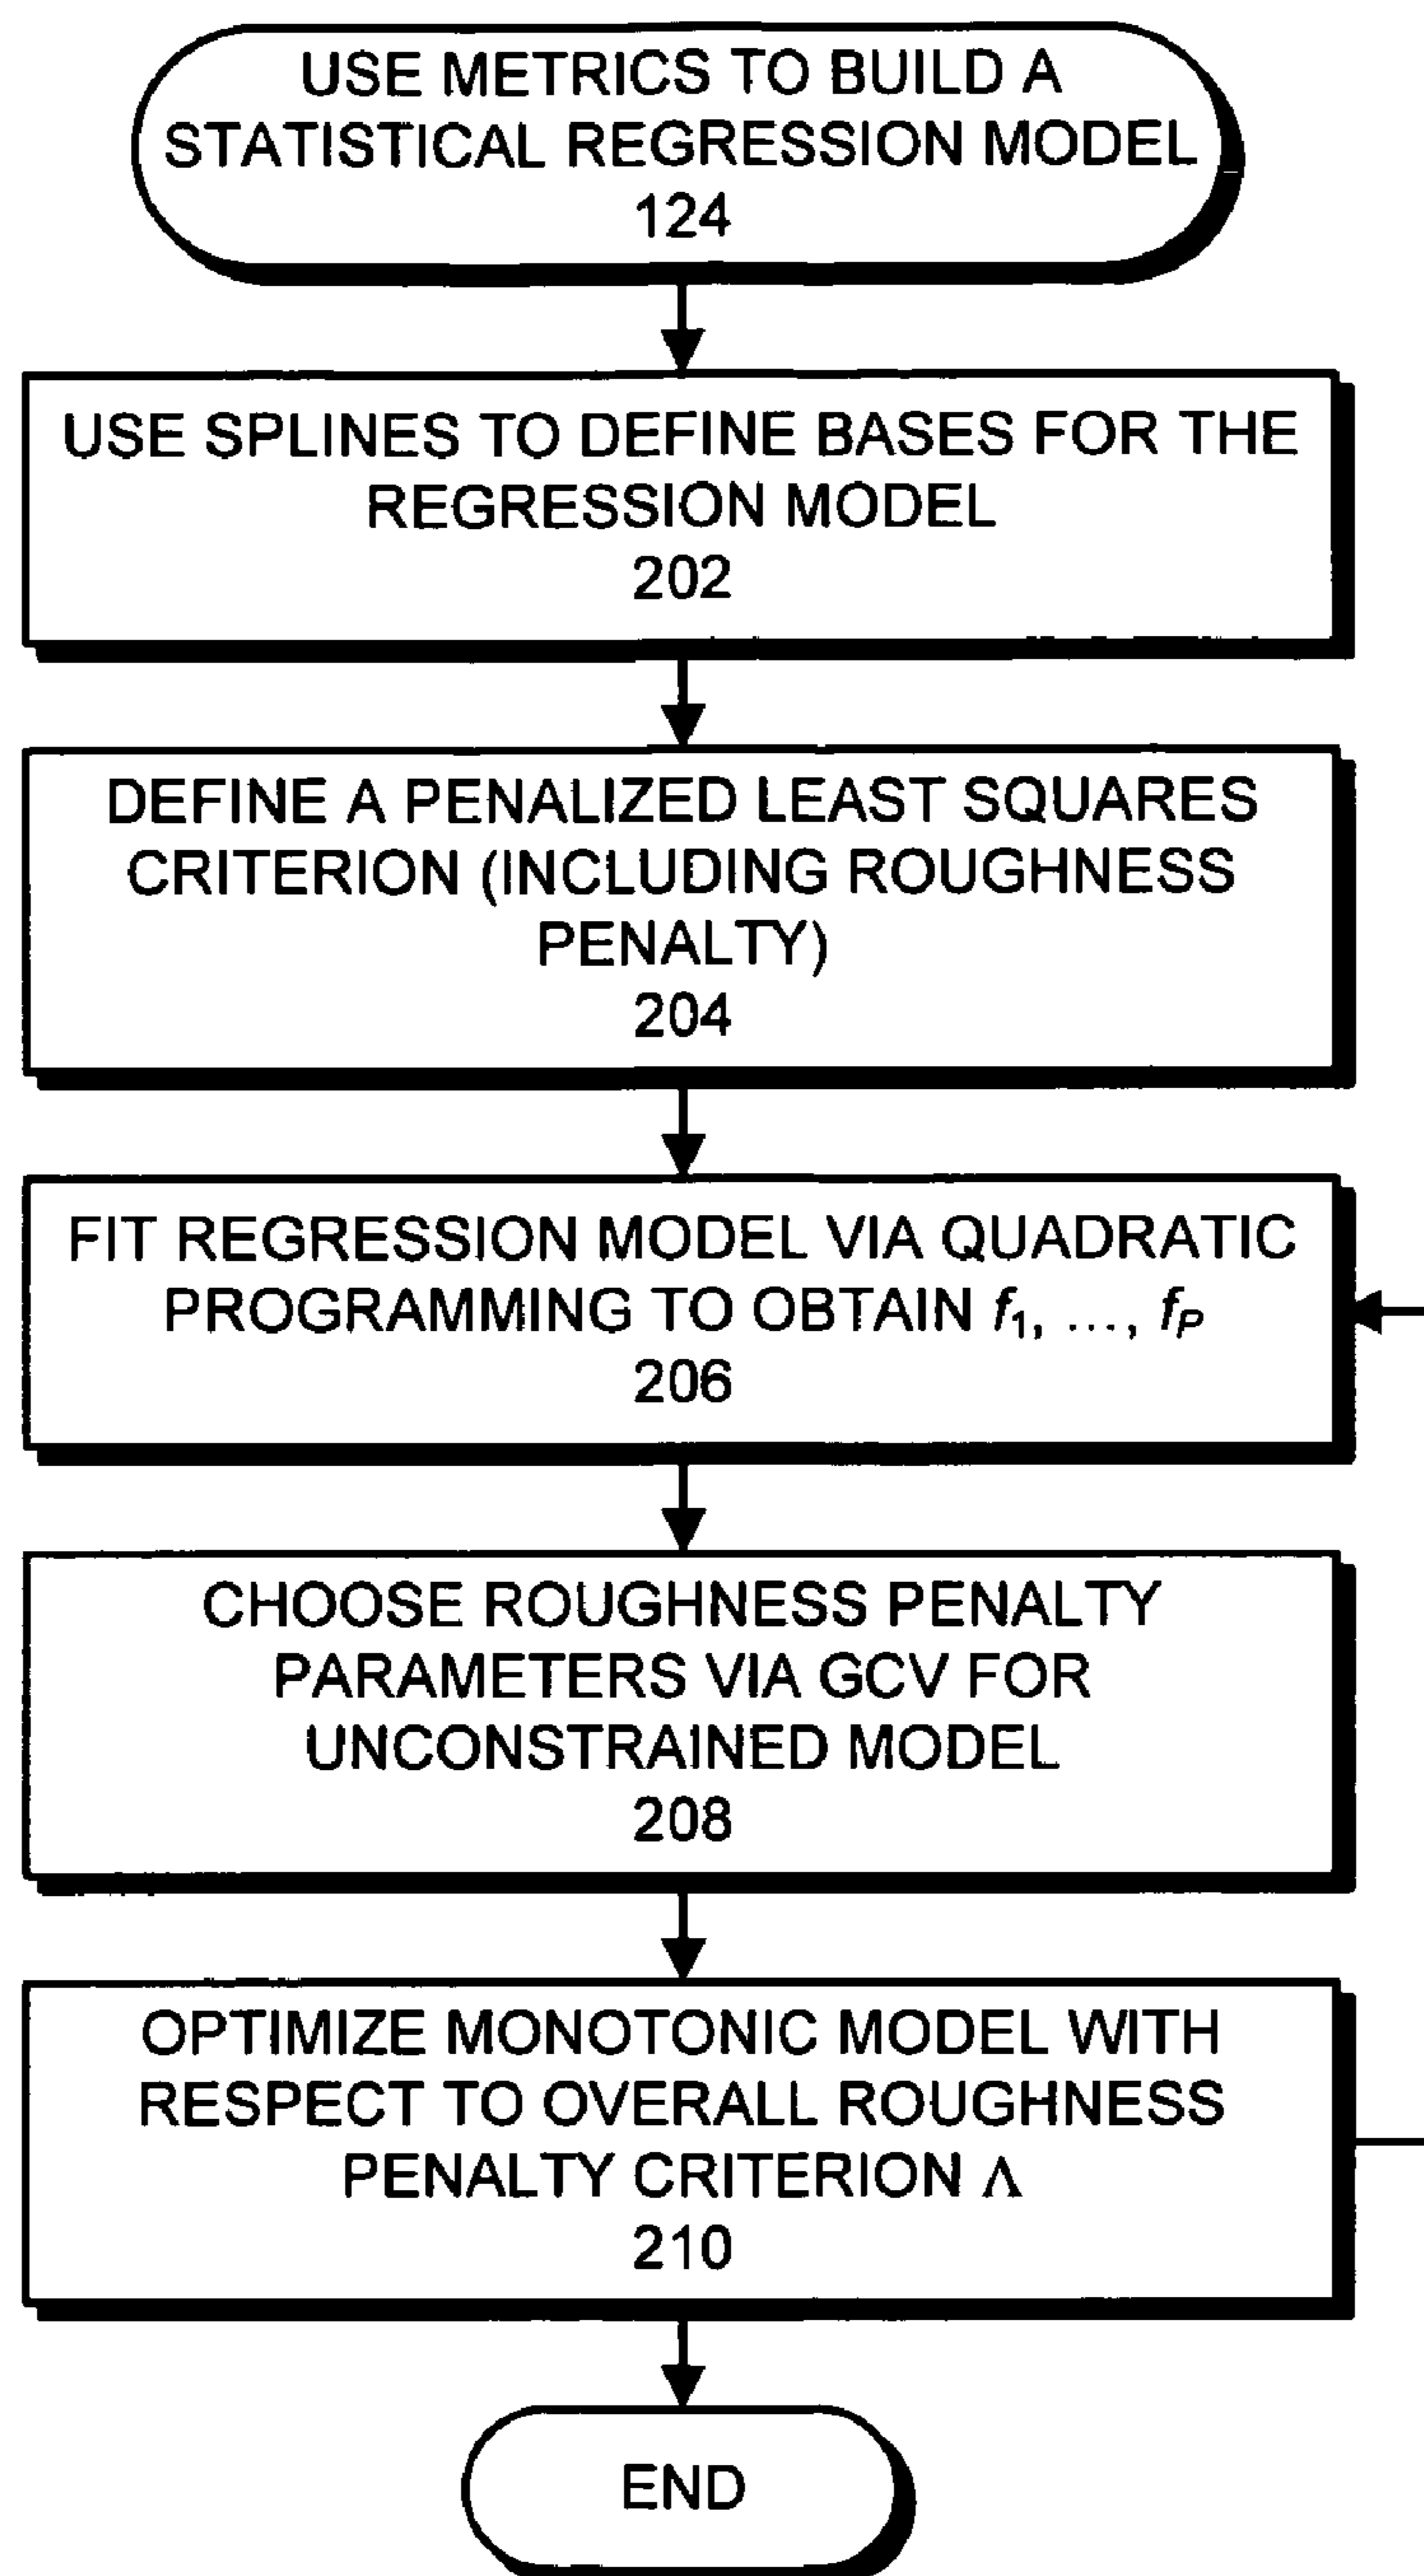 USE METRICS TO BUILD A
STATISTICAL REGRESSION MODEL
124
USE SPLINES TO DEFINE BASES FOR THE
REGRESSION MODEL
202
DEFINE A PENALIZED LEAST SQUARES
CRITERION (INCLUDING ROUGHNESS
PENALTY)
204
FIT REGRESSION MODEL VIA QUADRATIC
PROGRAMMING TO OBTAIN f₁, ..., f_P
206
CHOOSE ROUGHNESS PENALTY
PARAMETERS VIA GCV FOR
UNCONSTRAINED MODEL
208
OPTIMIZE MONOTONIC MODEL WITH
RESPECT TO OVERALL ROUGHNESS
PENALTY CRITERION Λ
210
END